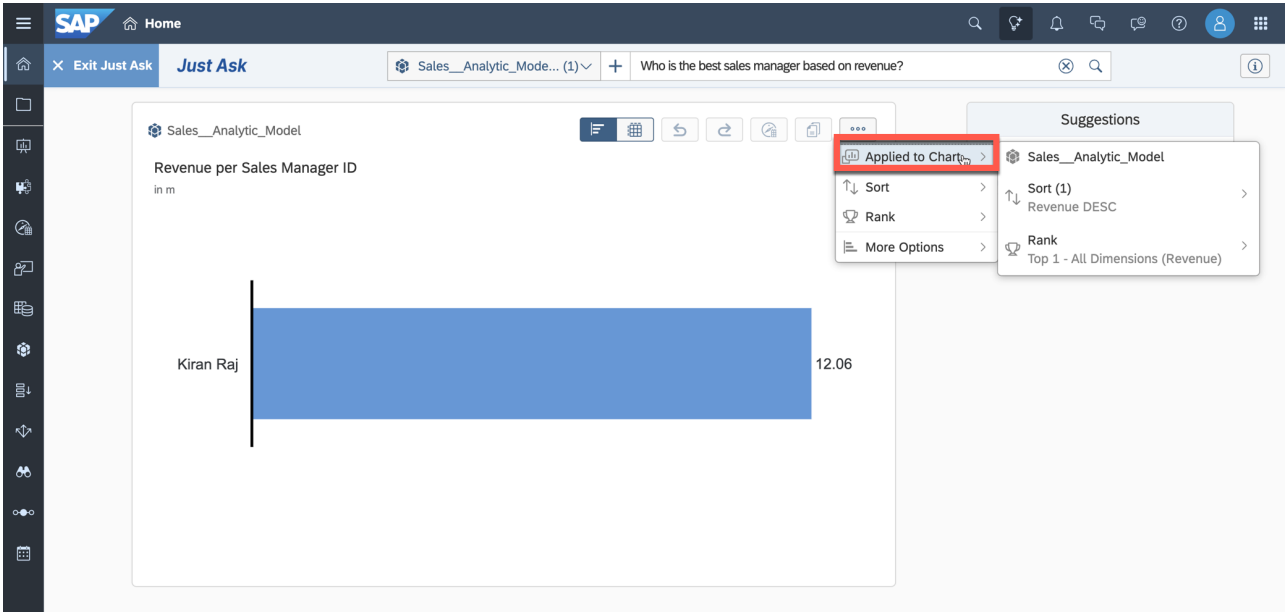 SAP
Home
Exit Just Ask
Just Ask
Sales__Analytic_Mode... (1)
Who is the best sales manager based on revenue?
Sales__Analytic_Model
Revenue per Sales Manager ID
in m
Kiran Raj
12.06
Applied to Chart
Sort
Rank
More Options
Suggestions
Sales__Analytic_Model
Sort (1)
Revenue DESC
Rank
Top 1 - All Dimensions (Revenue)